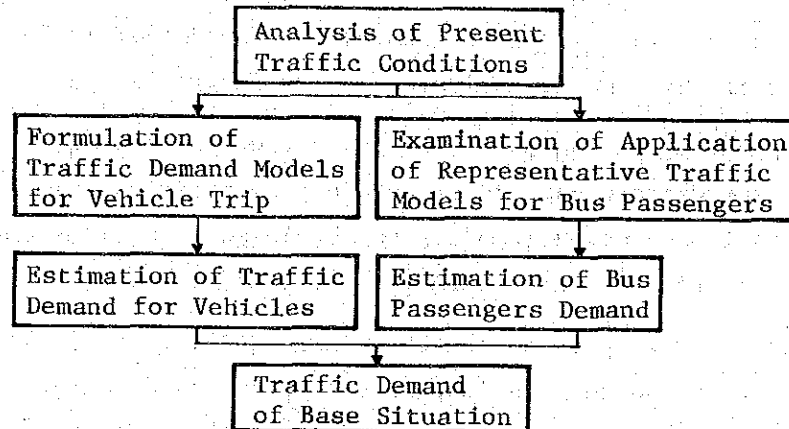 Analysis of Present
Traffic Conditions
Formulation of
Traffic Demand Models
for Vehicle Trip
Examination of Application
of Representative Traffic
Models for Bus Passengers
Estimation of Traffic
Demand for Vehicles
Estimation of Bus
Passengers Demand
Traffic Demand
of Base Situation